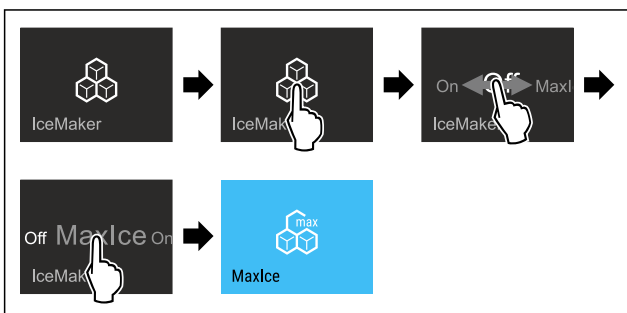 IceMaker
IceMak
On Off MaxI
IceMake
Off MaxIce On
IceMak
max
MaxIce